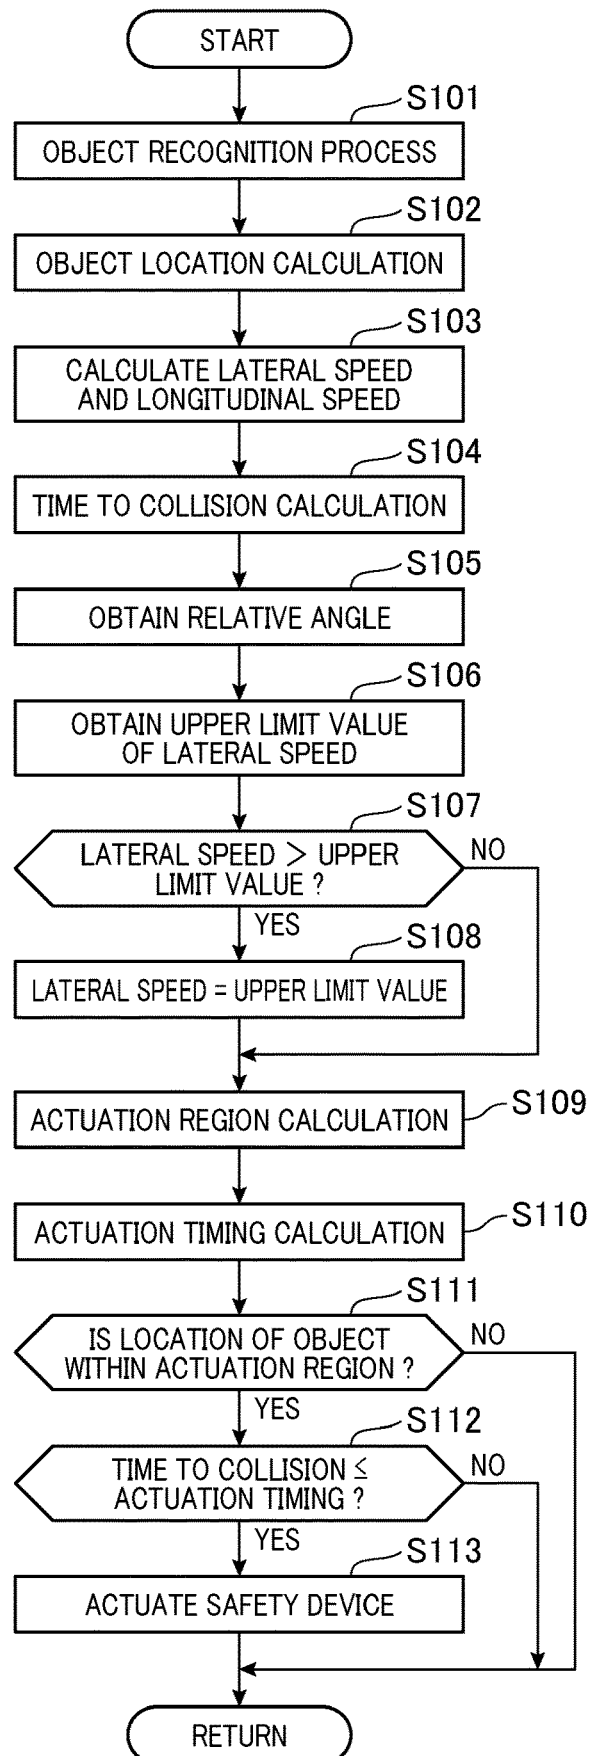 START
S101
OBJECT RECOGNITION PROCESS
S102
OBJECT LOCATION CALCULATION
S103
CALCULATE LATERAL SPEED
AND LONGITUDINAL SPEED
S104
TIME TO COLLISION CALCULATION
S105
OBTAIN RELATIVE ANGLE
S106
OBTAIN UPPER LIMIT VALUE
OF LATERAL SPEED
S107
LATERAL SPEED > UPPER
LIMIT VALUE ?
NO
YES
S108
LATERAL SPEED = UPPER LIMIT VALUE
S109
ACTUATION REGION CALCULATION
S110
ACTUATION TIMING CALCULATION
S111
IS LOCATION OF OBJECT
WITHIN ACTUATION REGION ?
NO
YES
S112
TIME TO COLLISION ≦
ACTUATION TIMING ?
NO
YES
S113
ACTUATE SAFETY DEVICE
RETURN